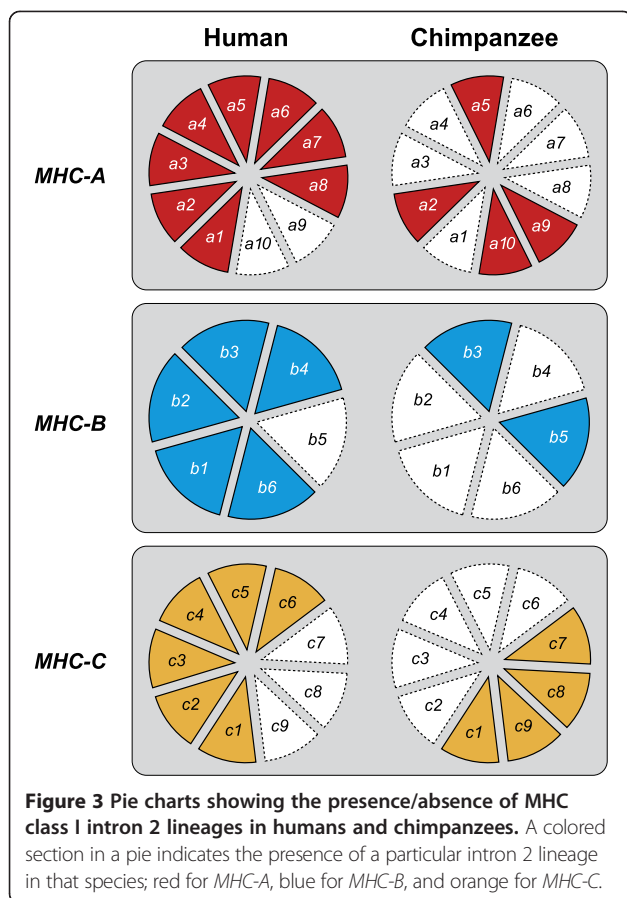 Human Chimpanzee
MHC-A
a5 a6
a4 a7
a3 a8
a2 a9
a1 a10
a5 a6
a4 a7
a3 a8
a2 a9
a1 a10
MHC-B
b3 b4
b2 b5
b1 b6
b3 b4
b2 b5
b1 b6
MHC-C
c5 c6
c4 c7
c3 c8
c2 c9
c1
c5 c6
c4 c7
c3 c8
c2 c9
c1
Figure 3 Pie charts showing the presence/absence of MHC
class I intron 2 lineages in humans and chimpanzees. A colored
section in a pie indicates the presence of a particular intron 2 lineage
in that species; red for MHC-A, blue for MHC-B, and orange for MHC-C.